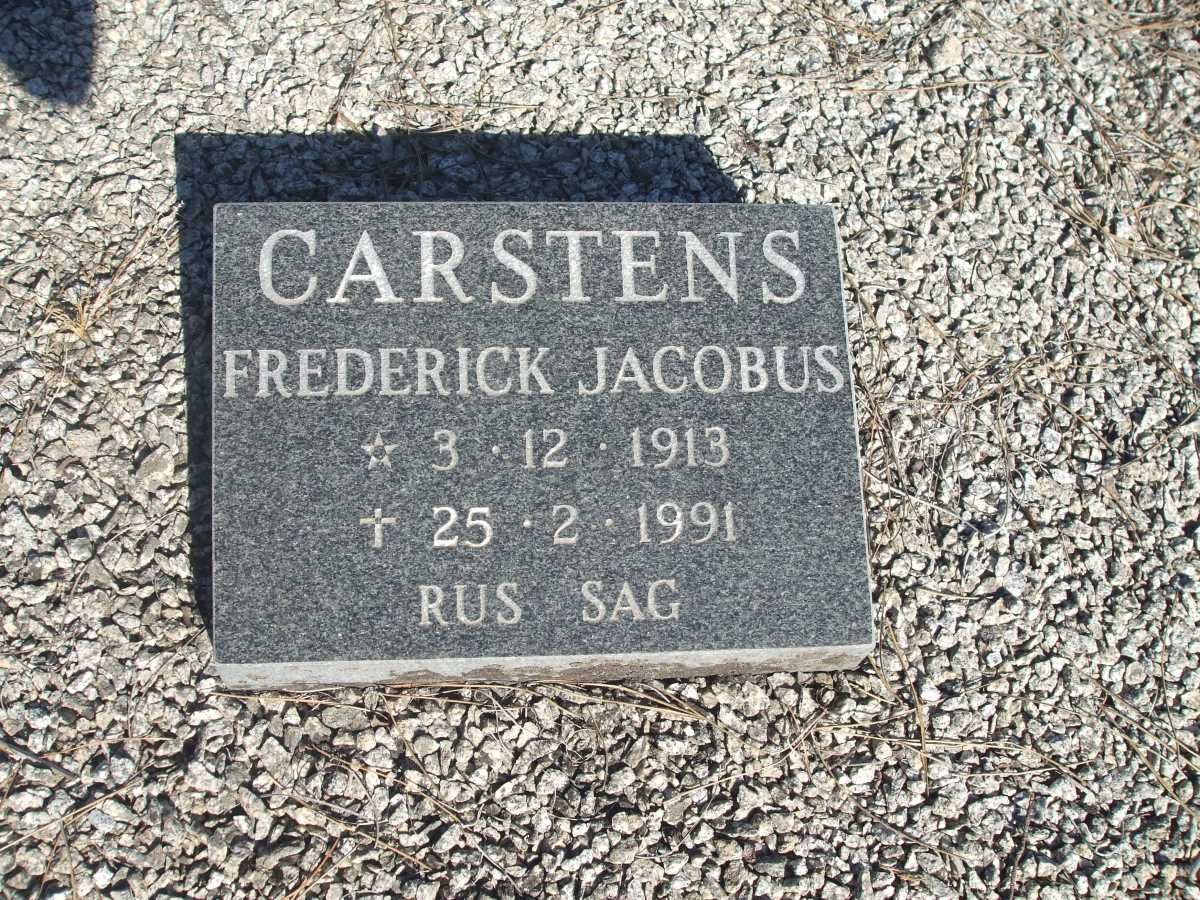 CARSTENS
FREDERICK JACOBUS
☆ 3 · 12 · 1913
✝ 25 · 2 · 1991
RUS SAG